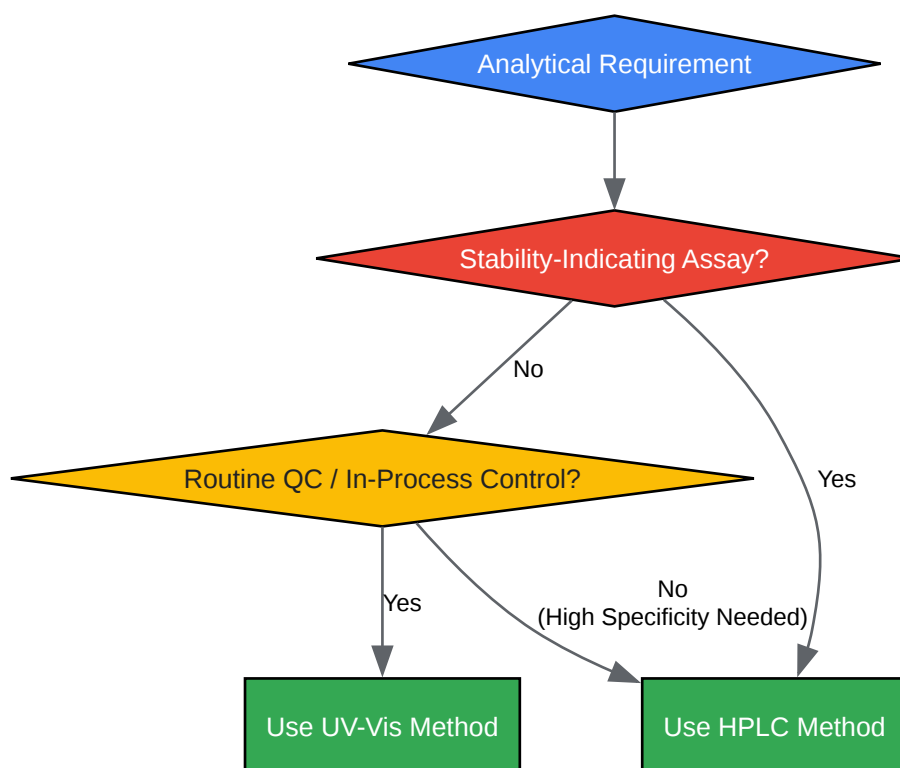 Analytical Requirement
Stability-Indicating Assay?
No
Routine QC / In-Process Control?
Yes
Yes
No
(High Specificity Needed)
Use UV-Vis Method
Use HPLC Method